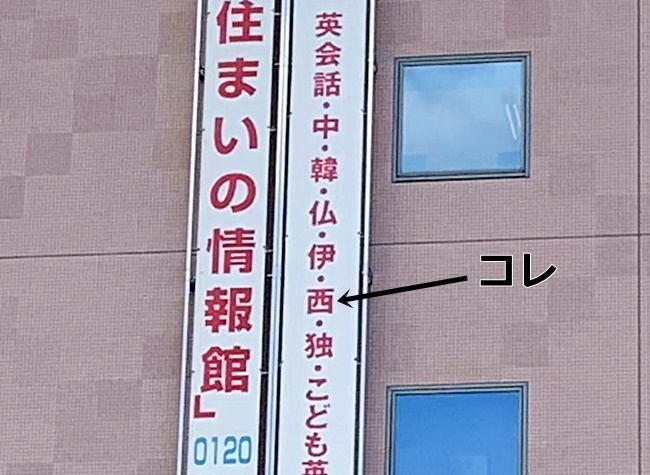 住まいの情報館」
0120
英会話・中・韓・仏・伊・西・独・こども英
コレ